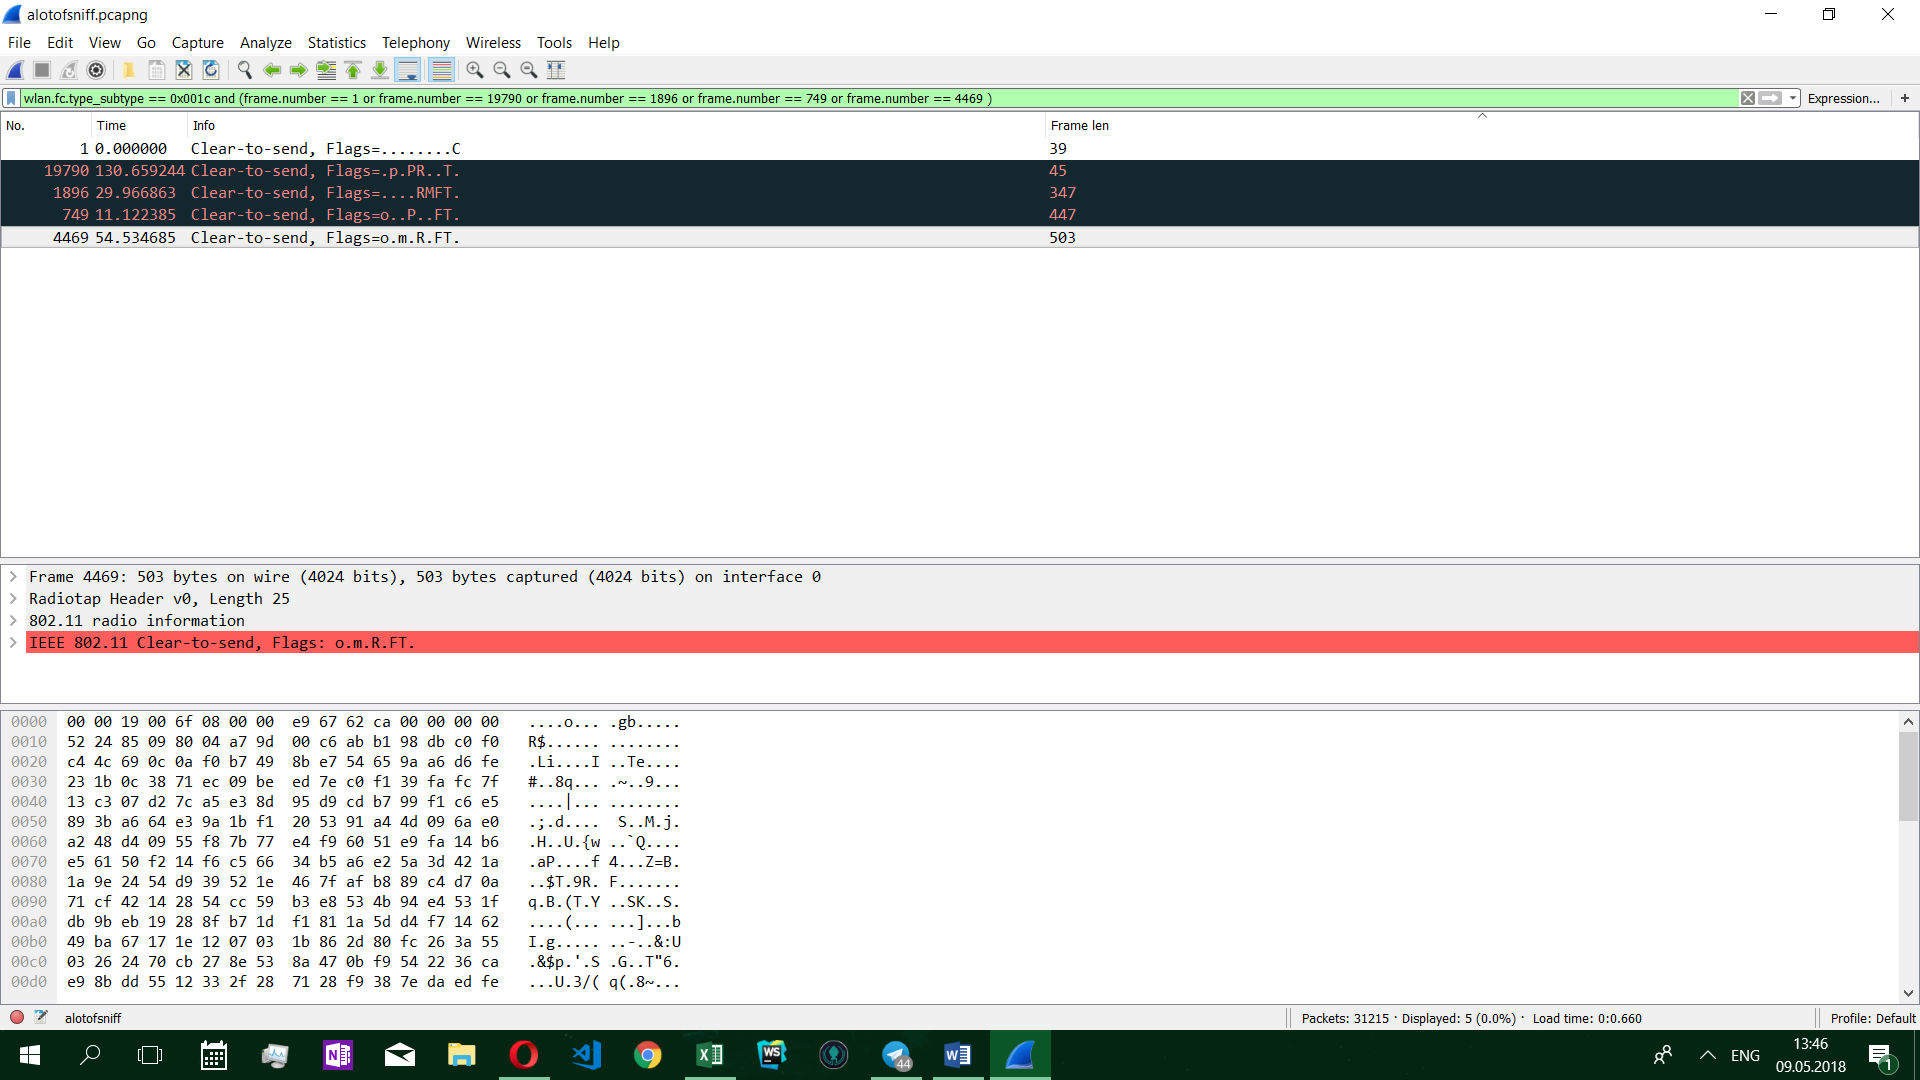 alotofsniff.pcapng
File Edit View Go Capture Analyze Statistics Telephony Wireless Tools Help
wlan.fc.type_subtype == 0x001c and (frame.number == 1 or frame.number == 19790 or frame.number == 1896 or frame.number == 749 or frame.number == 4469 ) Expression... +
No. Time Info Frame len
1 0.000000 Clear-to-send, Flags=........C 39
19790 130.659244 Clear-to-send, Flags=.p.PR..T. 45
1896 29.966863 Clear-to-send, Flags=....RMFT. 347
749 11.122385 Clear-to-send, Flags=o..P..FT. 447
4469 54.534685 Clear-to-send, Flags=o.m.R.FT. 503
Frame 4469: 503 bytes on wire (4024 bits), 503 bytes captured (4024 bits) on interface 0
Radiotap Header v0, Length 25
802.11 radio information
IEEE 802.11 Clear-to-send, Flags: o.m.R.FT.
0000 00 00 19 00 6f 08 00 00 e9 67 62 ca 00 00 00 00 ....o... .gb.....
0010 52 24 85 09 80 04 a7 9d 00 c6 ab b1 98 db c0 f0 R$...... ........
0020 c4 4c 69 0c 0a f0 b7 49 8b e7 54 65 9a a6 d6 fe .Li....I ..Te....
0030 23 1b 0c 38 71 ec 09 be ed 7e c0 f1 39 fa fc 7f #..8q... .~..9...
0040 13 c3 07 d2 7c a5 e3 8d 95 d9 cd b7 99 f1 c6 e5 ....|... ........
0050 89 3b a6 64 e3 9a 1b f1 20 53 91 a4 4d 09 6a e0 .;.d.... S..M.j.
0060 a2 48 d4 09 55 f8 7b 77 e4 f9 60 51 e9 fa 14 b6 .H..U.{w ..`Q....
0070 e5 61 50 f2 14 f6 c5 66 34 b5 a6 e2 5a 3d 42 1a .aP....f 4...Z=B.
0080 1a 9e 24 54 d9 39 52 1e 46 7f af b8 89 c4 d7 0a ..$T.9R. F.......
0090 71 cf 42 14 28 54 cc 59 b3 e8 53 4b 94 e4 53 1f q.B.(T.Y ..SK..S.
00a0 db 9b eb 19 28 8f b7 1d f1 81 1a 5d d4 f7 14 62 ....(... ...]...b
00b0 49 ba 67 17 1e 12 07 03 1b 86 2d 80 fc 26 3a 55 I.g..... ..-..&:U
00c0 03 26 24 70 cb 27 8e 53 8a 47 0b f9 54 22 36 ca .&$p.'.S .G..T"6.
00d0 e9 8b dd 55 12 33 2f 28 71 28 f9 38 7e da ed fe ...U.3/( q(.8~...
alotofsniff Packets: 31215 · Displayed: 5 (0.0%) · Load time: 0:0.660 Profile: Default
N WS 44 W ENG 13:46 1
09.05.2018